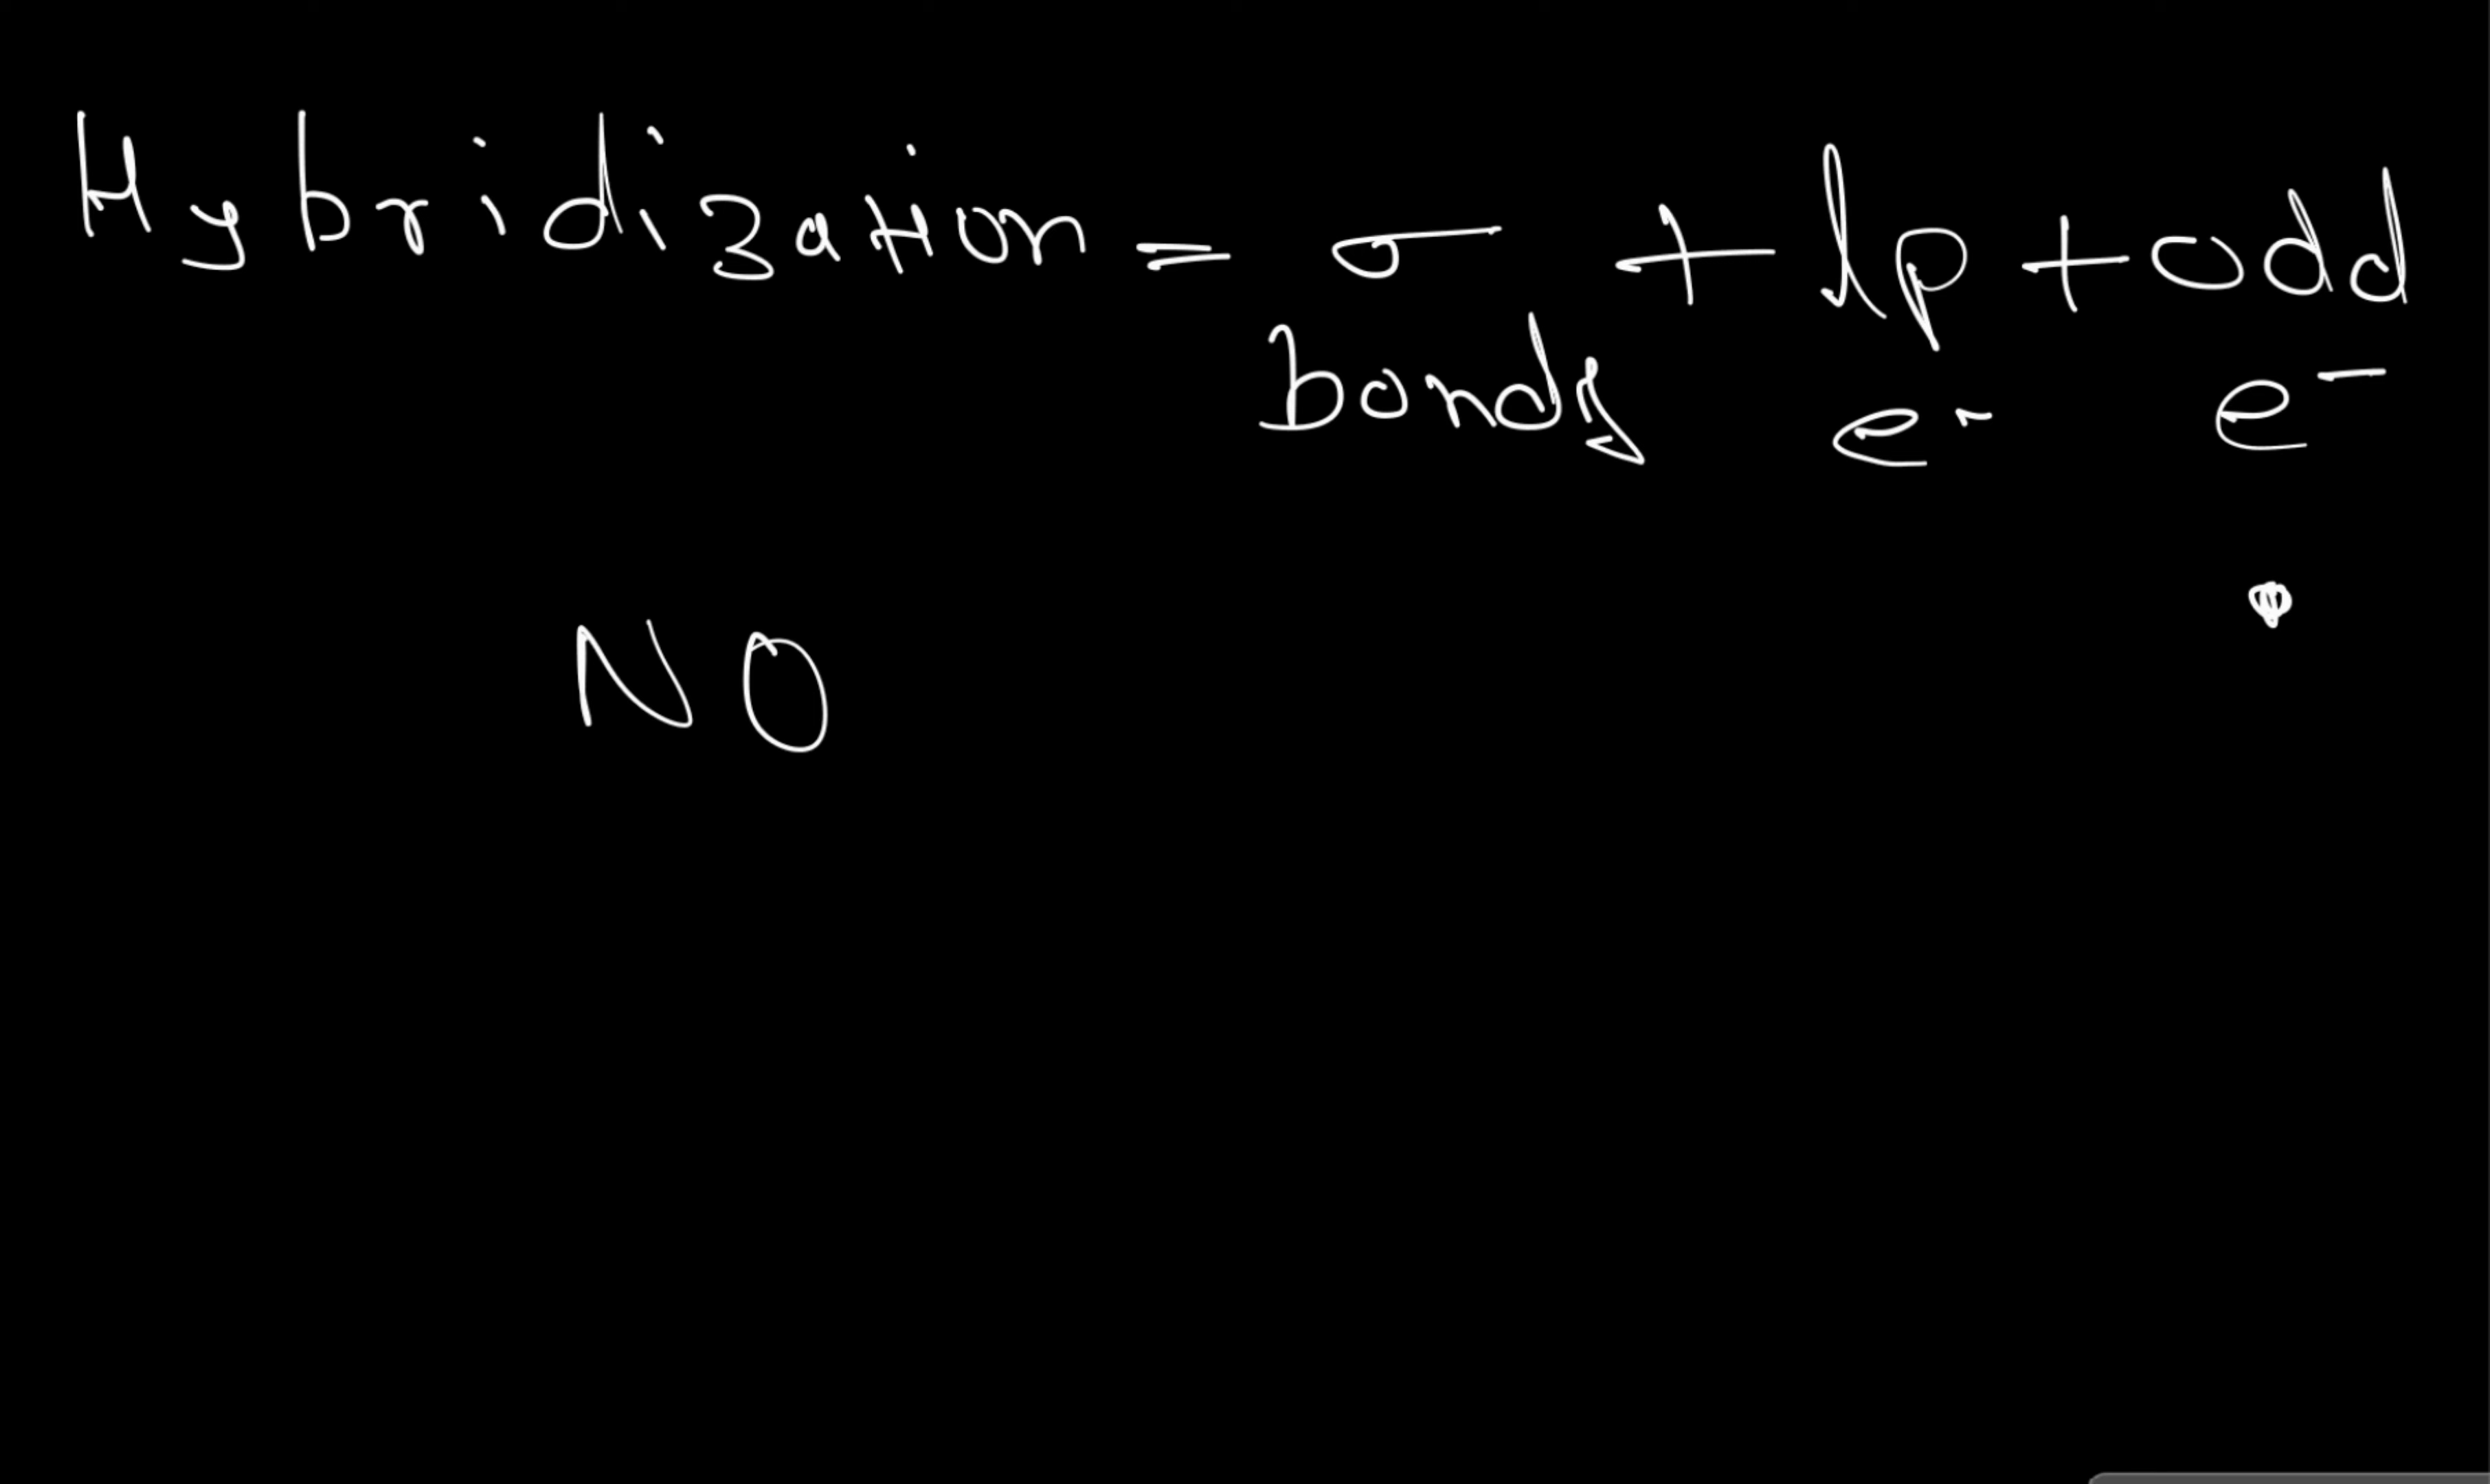 Hybridization = σ + lp + odd
bonds e⁻ e⁻
NO